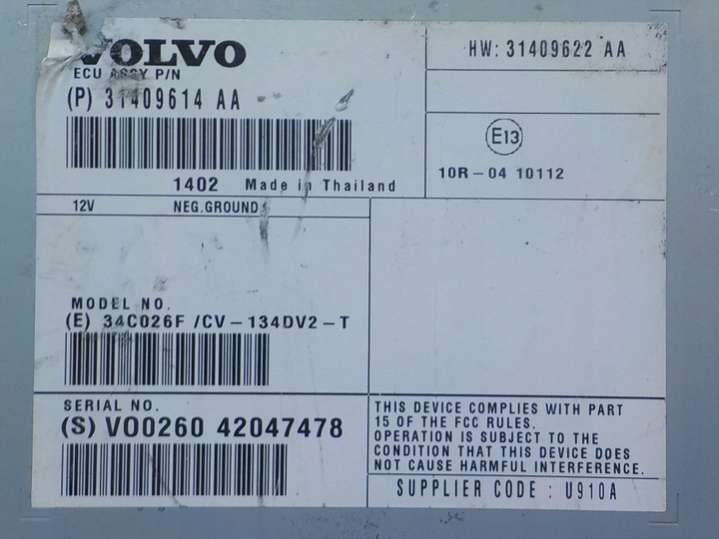 VOLVO
ECU ASSY P/N
(P) 31409614 AA
1402 Made in Thailand
HW: 31409622 AA
E13
10R-04 10112
12V NEG.GROUND
MODEL NO.
(E) 34C026F /CV-134DV2-T
SERIAL NO.
(S) VO0260 42047478
THIS DEVICE COMPLIES WITH PART
15 OF THE FCC RULES.
OPERATION IS SUBJECT TO THE
CONDITION THAT THIS DEVICE DOES
NOT CAUSE HARMFUL INTERFERENCE.
SUPPLIER CODE : U910A